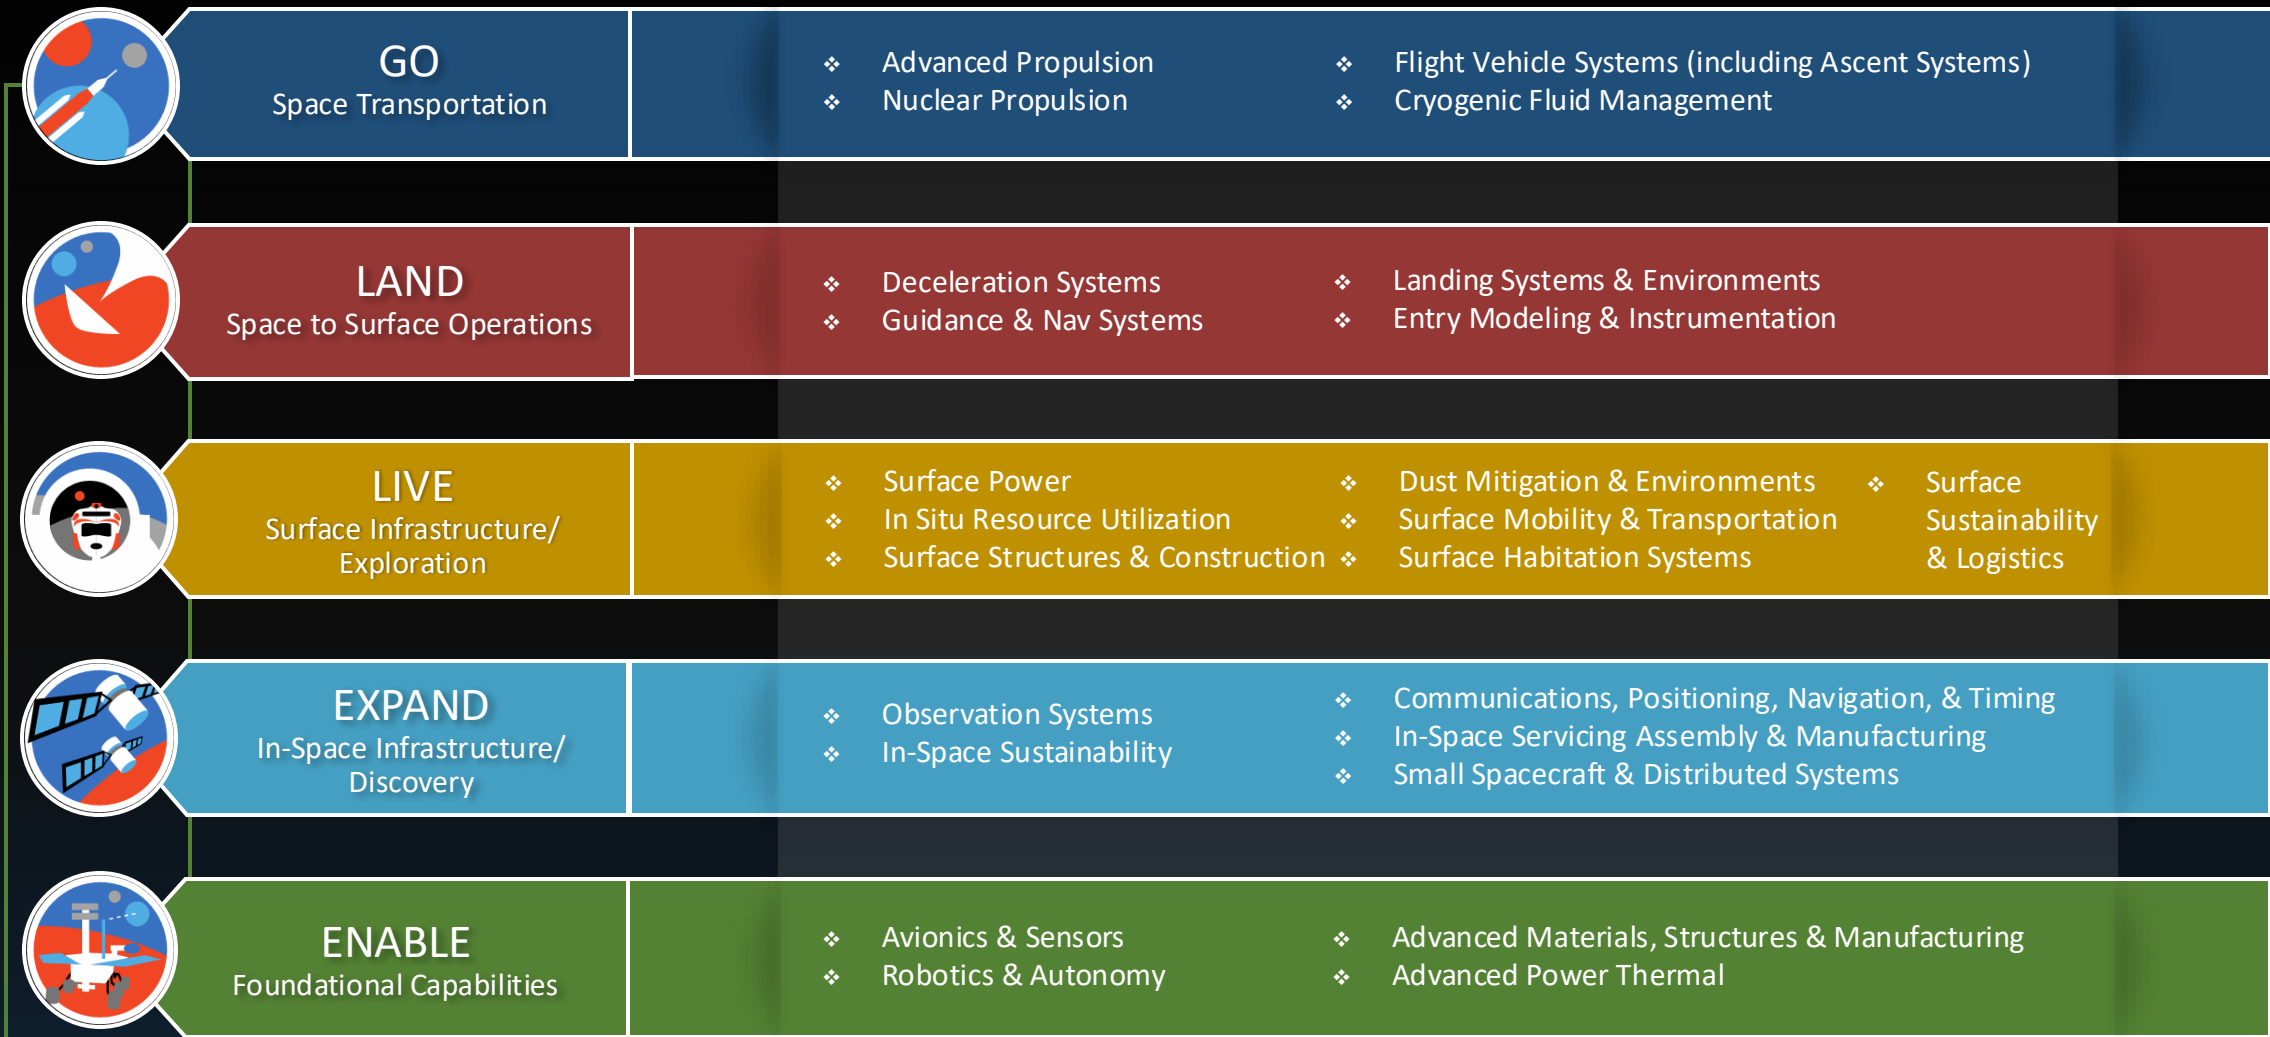 GO
Space Transportation
❖ Advanced Propulsion
❖ Nuclear Propulsion
❖ Flight Vehicle Systems (including Ascent Systems)
❖ Cryogenic Fluid Management
LAND
Space to Surface Operations
❖ Deceleration Systems
❖ Guidance & Nav Systems
❖ Landing Systems & Environments
❖ Entry Modeling & Instrumentation
LIVE
Surface Infrastructure/
Exploration
❖ Surface Power
❖ In Situ Resource Utilization
❖ Surface Structures & Construction
❖ Dust Mitigation & Environments
❖ Surface Mobility & Transportation
❖ Surface Habitation Systems
❖ Surface
Sustainability
& Logistics
EXPAND
In-Space Infrastructure/
Discovery
❖ Observation Systems
❖ In-Space Sustainability
❖ Communications, Positioning, Navigation, & Timing
❖ In-Space Servicing Assembly & Manufacturing
❖ Small Spacecraft & Distributed Systems
ENABLE
Foundational Capabilities
❖ Avionics & Sensors
❖ Robotics & Autonomy
❖ Advanced Materials, Structures & Manufacturing
❖ Advanced Power Thermal